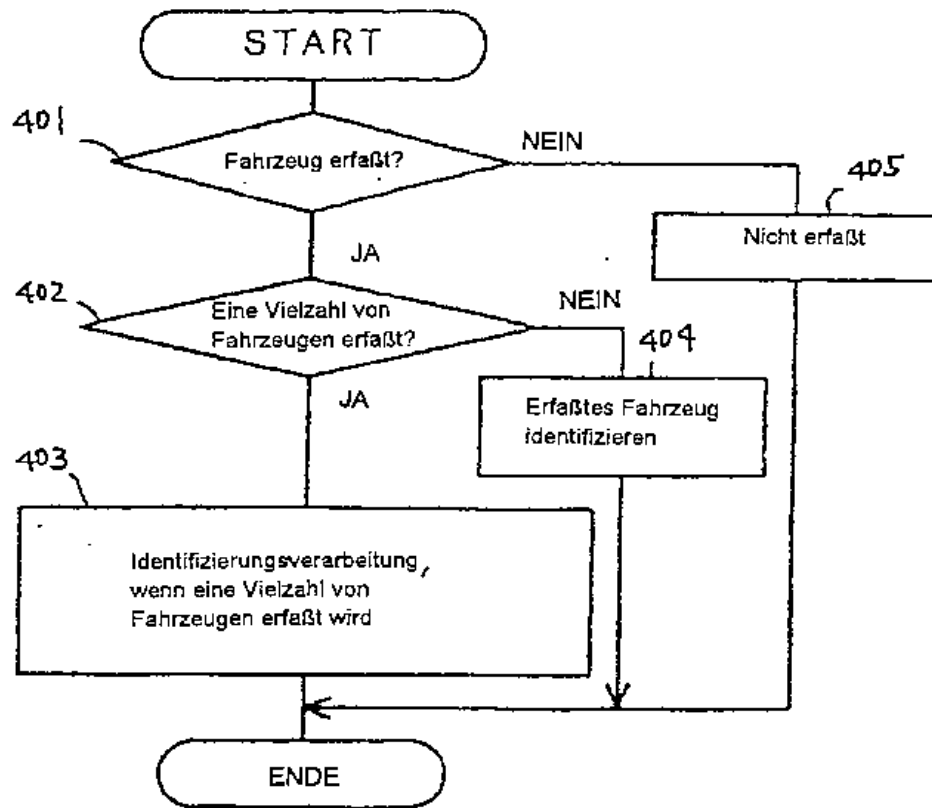 START
401
Fahrzeug erfaßt?
NEIN
405
Nicht erfaßt
JA
402
Eine Vielzahl von
Fahrzeugen erfaßt?
NEIN
404
Erfaßtes Fahrzeug
identifizieren
JA
403
Identifizierungsverarbeitung,
wenn eine Vielzahl von
Fahrzeugen erfaßt wird
ENDE